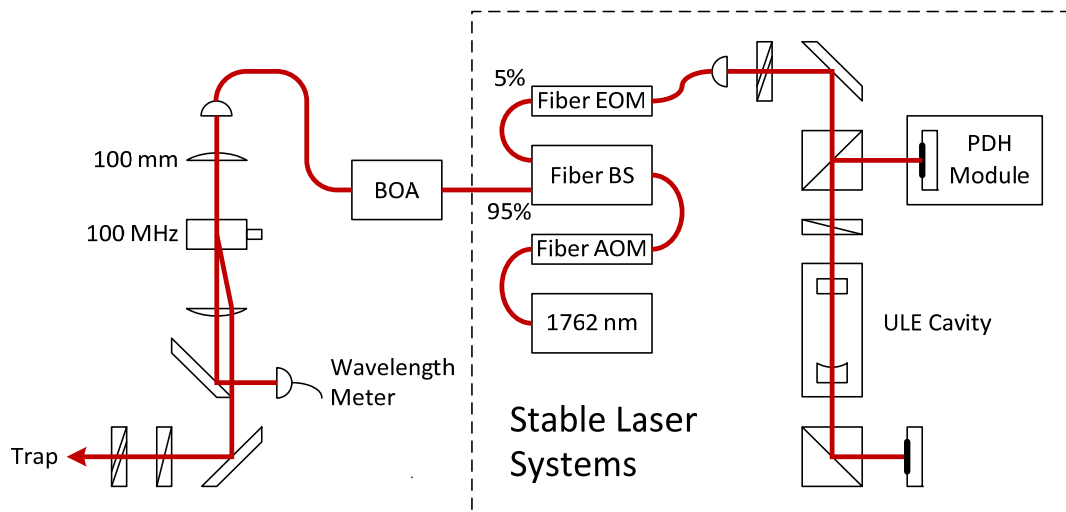 5%
Fiber EOM
100 mm
Fiber BS
PDH
Module
BOA
95%
100 MHz
Fiber AOM
1762 nm
ULE Cavity
Wavelength
Meter
Stable Laser
Systems
Trap